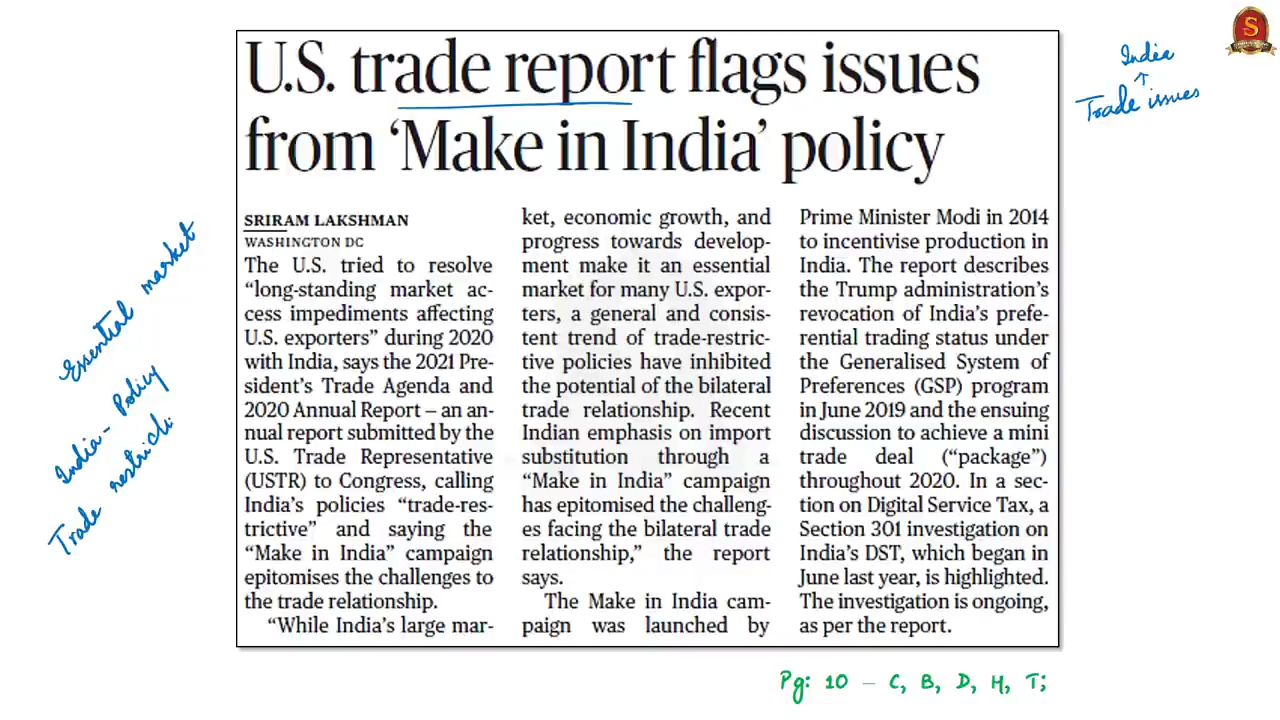 U.S. trade report flags issues
from ‘Make in India’ policy
SRIRAM LAKSHMAN
WASHINGTON DC
The U.S. tried to resolve
“long-standing market ac-
cess impediments affecting
U.S. exporters” during 2020
with India, says the 2021 Pre-
sident’s Trade Agenda and
2020 Annual Report – an an-
nual report submitted by the
U.S. Trade Representative
(USTR) to Congress, calling
India’s policies “trade-res-
trictive” and saying the
“Make in India” campaign
epitomises the challenges to
the trade relationship.
“While India’s large mar-
ket, economic growth, and
progress towards develop-
ment make it an essential
market for many U.S. expor-
ters, a general and consis-
tent trend of trade-restric-
tive policies have inhibited
the potential of the bilateral
trade relationship. Recent
Indian emphasis on import
substitution through a
“Make in India” campaign
has epitomised the challeng-
es facing the bilateral trade
relationship,” the report
says.
The Make in India cam-
paign was launched by
Prime Minister Modi in 2014
to incentivise production in
India. The report describes
the Trump administration’s
revocation of India’s prefe-
rential trading status under
the Generalised System of
Preferences (GSP) program
in June 2019 and the ensuing
discussion to achieve a mini
trade deal (“package”)
throughout 2020. In a sec-
tion on Digital Service Tax, a
Section 301 investigation on
India’s DST, which began in
June last year, is highlighted.
The investigation is ongoing,
as per the report.
India
↑
Trade issues
Essential market
India - Policy
Trade restricti
Pg: 10 – C, B, D, H, T;
S